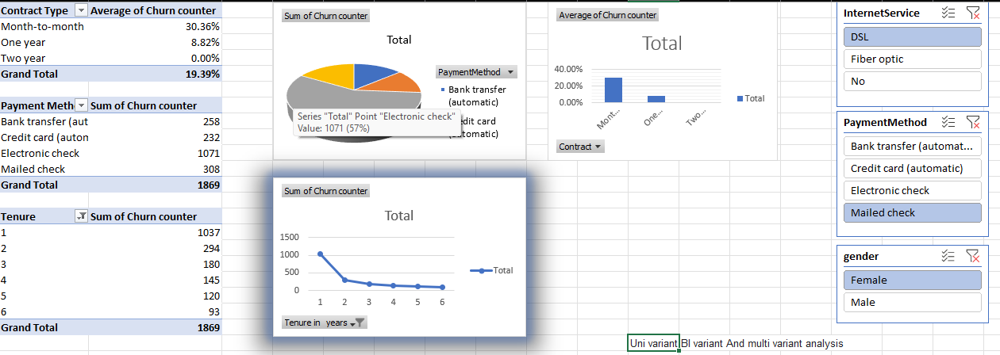 Contract Type Average of Churn counter
Month-to-month 30.36%
One year 8.82%
Two year 0.00%
Grand Total 19.39%
Payment Meth Sum of Churn counter
Bank transfer (aut 258
Credit card (auton 232
Electronic check 1071
Mailed check 308
Grand Total 1869
Tenure Sum of Churn counter
1 1037
2 294
3 180
4 145
5 120
6 93
Grand Total 1869
Sum of Churn counter
Total
PaymentMethod
Bank transfer
(automatic)
edit card
tomatic)
Series "Total" Point "Electronic check"
Value: 1071 (57%)
Average of Churn counter
Total
40.00%
20.00%
0.00%
Mont...
One...
Two...
Total
Contract
Sum of Churn counter
Total
1500
1000
500
0
1 2 3 4 5 6
Total
Tenure in years
InternetService
DSL
Fiber optic
No
PaymentMethod
Bank transfer (automat...
Credit card (automatic)
Electronic check
Mailed check
gender
Female
Male
Uni variant BI variant And multi variant analysis